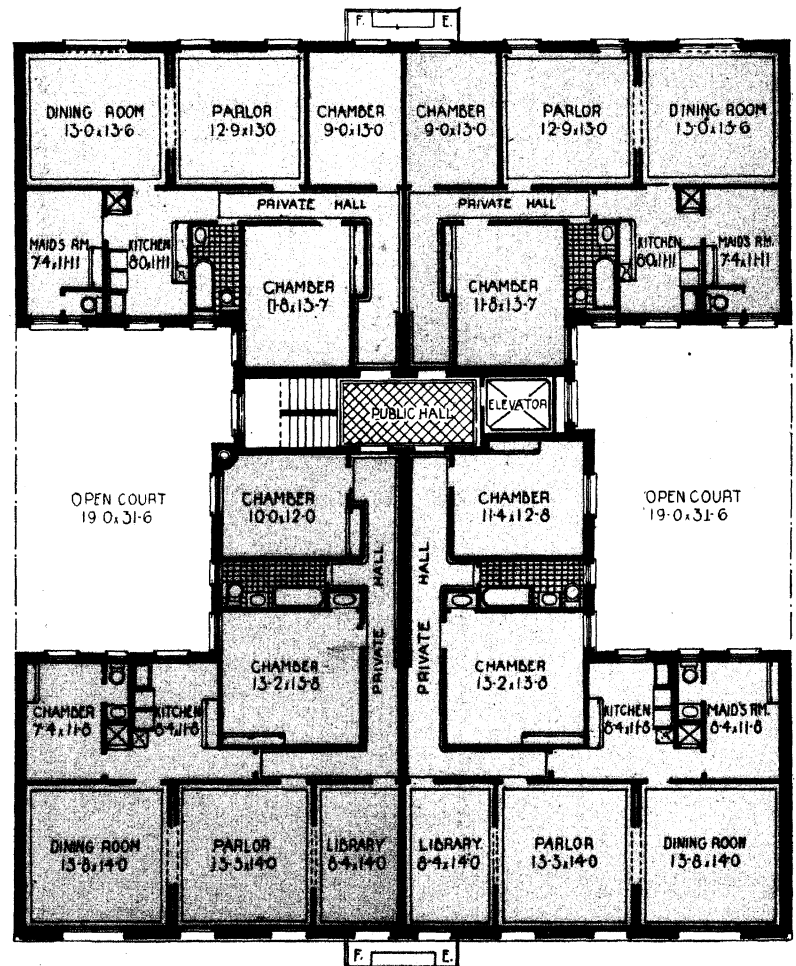 F. E.
DINING ROOM
13-0x13-6
PARLOR
12-9x13-0
CHAMBER
9-0x13-0
CHAMBER
9-0x13-0
PARLOR
12-9x13-0
DINING ROOM
13-0x13-6
PRIVATE HALL
PRIVATE HALL
MAID'S RM.
7-4x11-11
KITCHEN
8-0x11-11
CHAMBER
11-8x13-7
CHAMBER
11-8x13-7
KITCHEN
8-0x11-11
MAID'S RM.
7-4x11-11
PUBLIC HALL
ELEVATOR
OPEN COURT
19-0x31-6
CHAMBER
10-0x12-0
CHAMBER
11-4x12-8
OPEN COURT
19-0x31-6
PRIVATE HALL
PRIVATE HALL
CHAMBER
13-2x13-8
CHAMBER
13-2x13-8
CHAMBER
7-4x11-8
KITCHEN
8-4x11-8
KITCHEN
8-4x11-8
MAID'S RM.
8-4x11-8
DINING ROOM
13-8x14-0
PARLOR
13-3x14-0
LIBRARY
8-4x14-0
LIBRARY
8-4x14-0
PARLOR
13-3x14-0
DINING ROOM
13-8x14-0
F. E.